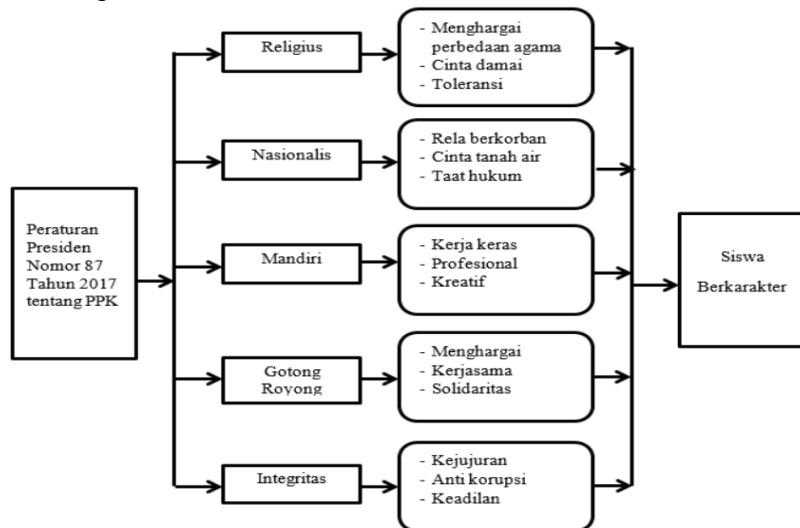 Peraturan
Presiden
Nomor 87
Tahun 2017
tentang PPK
Religius
- Menghargai
perbedaan agama
- Cinta damai
- Toleransi
Nasionalis
- Rela berkorban
- Cinta tanah air
- Taat hukum
Mandiri
- Kerja keras
- Profesional
- Kreatif
Gotong
Royong
- Menghargai
- Kerjasama
- Solidaritas
Integritas
- Kejujuran
- Anti korupsi
- Keadilan
Siswa
Berkarakter